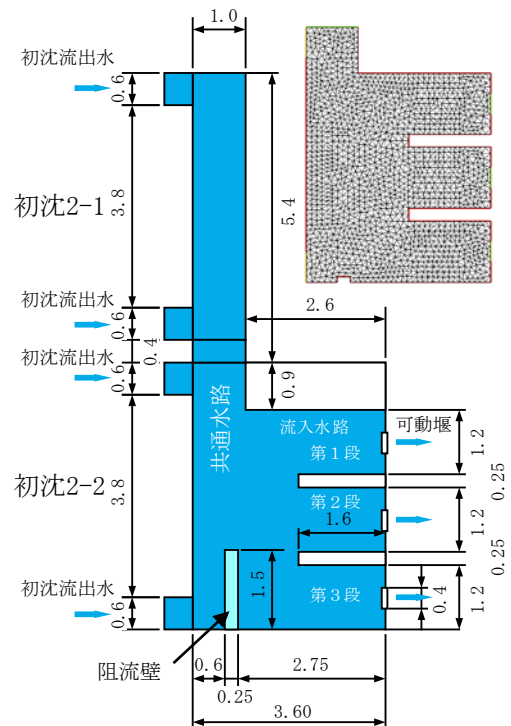 1.0
初沈流出水
0.6
3.8
初沈2-1
5.4
2.6
初沈流出水
0.6
0.4
初沈流出水
0.6
0.9
共通水路
流入水路
可動堰
第1段
1.2
0.25
初沈2-2
3.8
第2段
1.6
1.2
0.25
初沈流出水
0.6
1.5
第3段
0.4
1.2
阻流壁
0.6
0.25
2.75
3.60